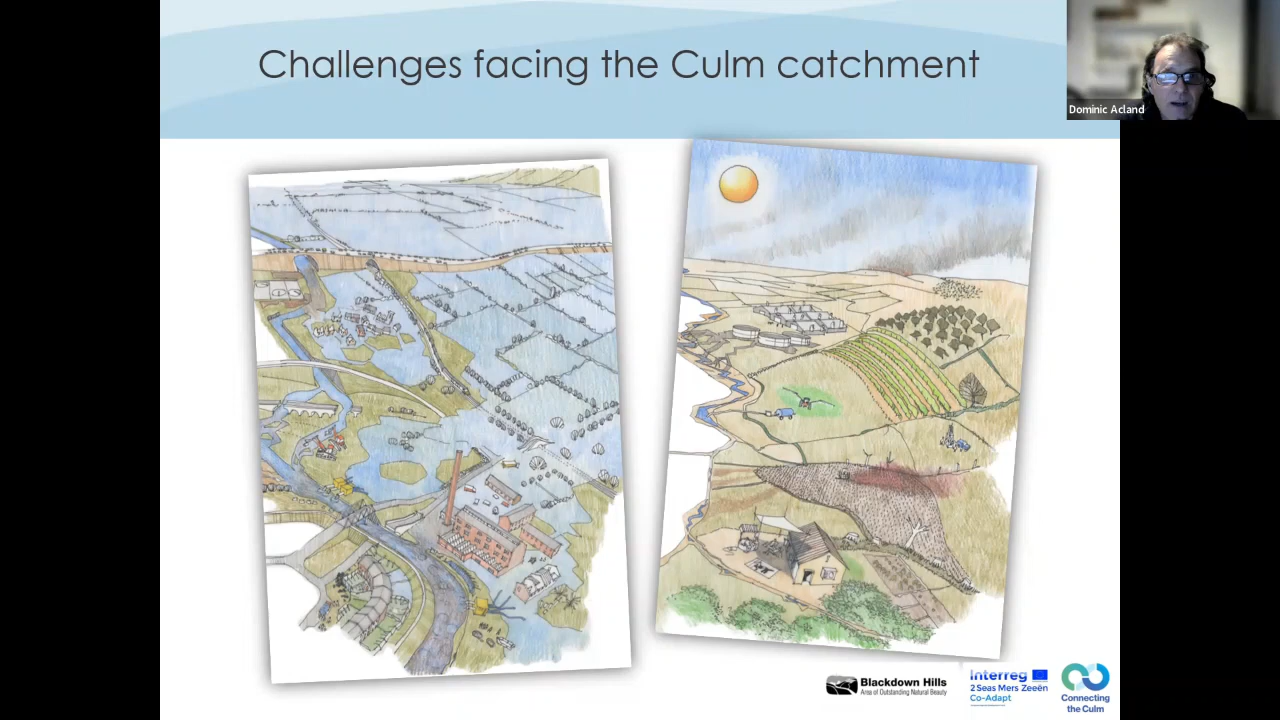 Challenges facing the Culm catchment
Dominic Acland
Blackdown Hills
Area of Outstanding Natural Beauty
Interreg
2 Seas Mers Zeeën
Co-Adapt
Connecting
the Culm